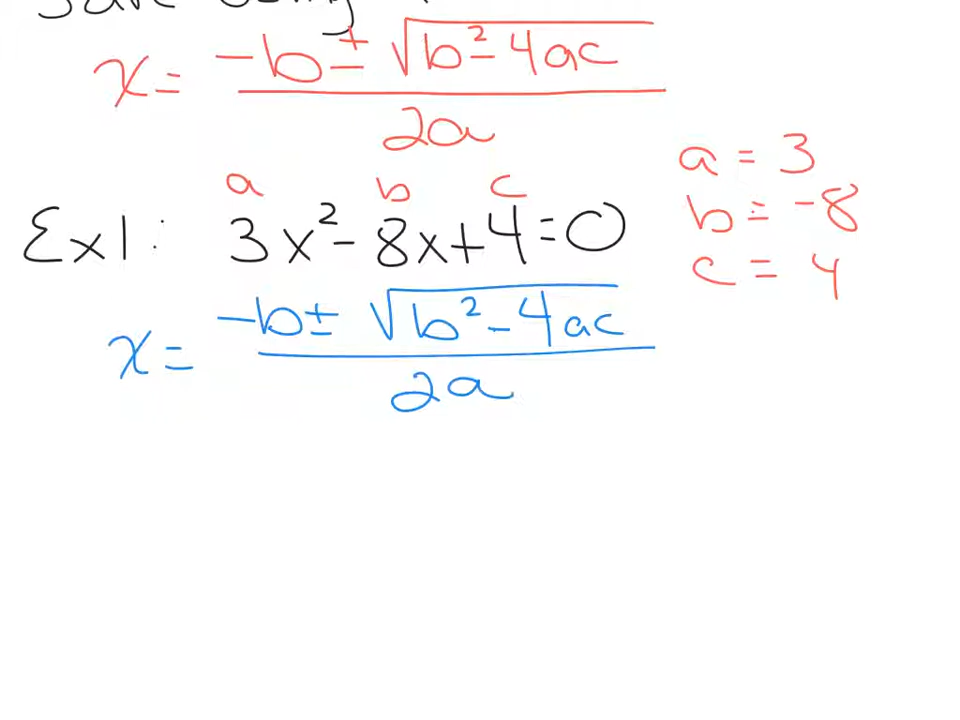 x = -b ± √b² - 4ac
2a
a b c
Ex1: 3x² - 8x + 4 = 0
a = 3
b = -8
c = 4
x = -b ± √b² - 4ac
2a